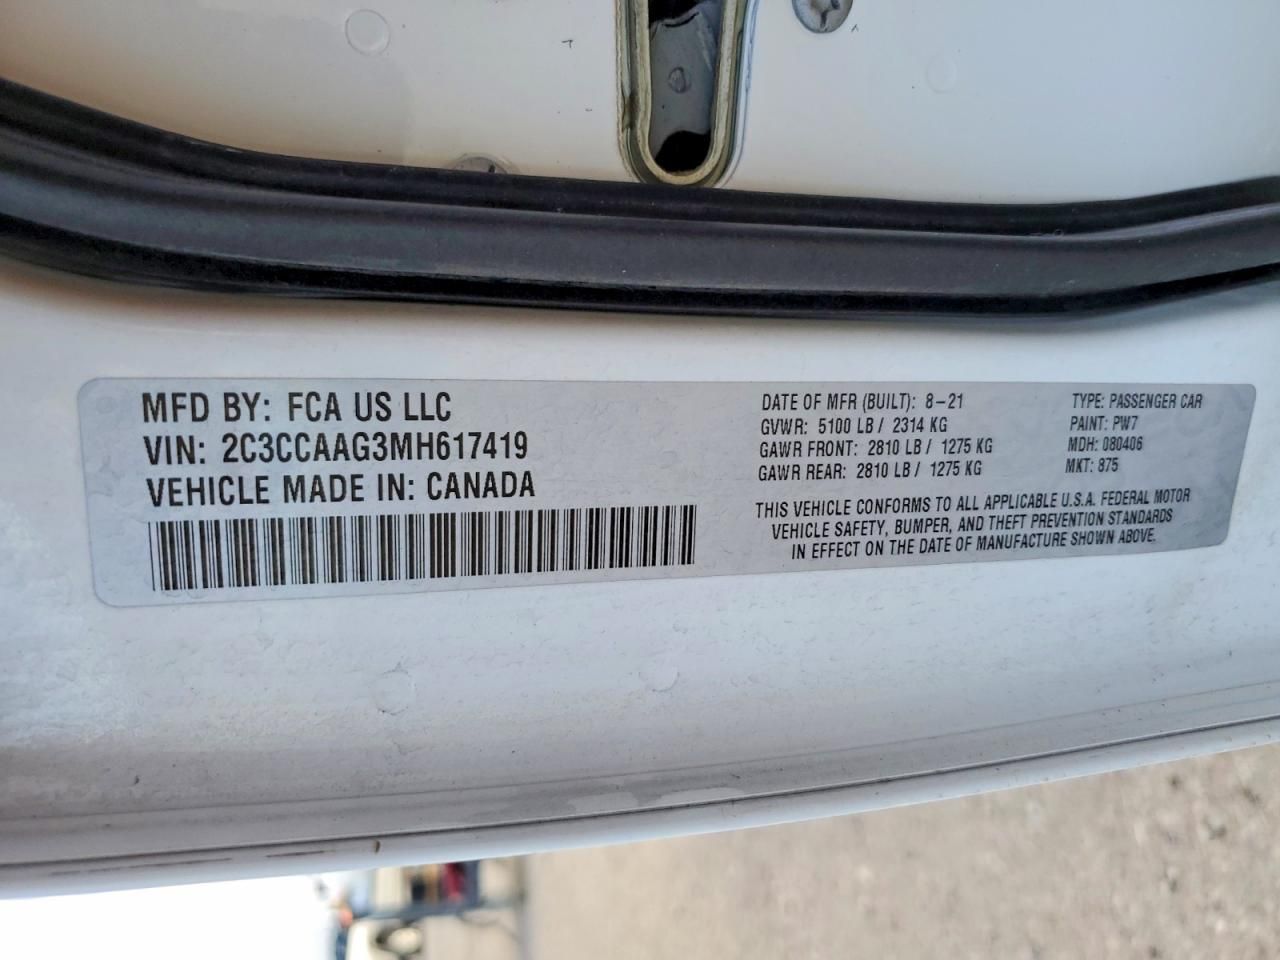 MFD BY: FCA US LLC
VIN: 2C3CCAAG3MH617419
VEHICLE MADE IN: CANADA
DATE OF MFR (BUILT): 8-21
GVWR: 5100 LB / 2314 KG
GAWR FRONT: 2810 LB / 1275 KG
GAWR REAR: 2810 LB / 1275 KG
TYPE: PASSENGER CAR
PAINT: PW7
MDH: 080406
MKT: 875
THIS VEHICLE CONFORMS TO ALL APPLICABLE U.S.A. FEDERAL MOTOR
VEHICLE SAFETY, BUMPER, AND THEFT PREVENTION STANDARDS
IN EFFECT ON THE DATE OF MANUFACTURE SHOWN ABOVE.